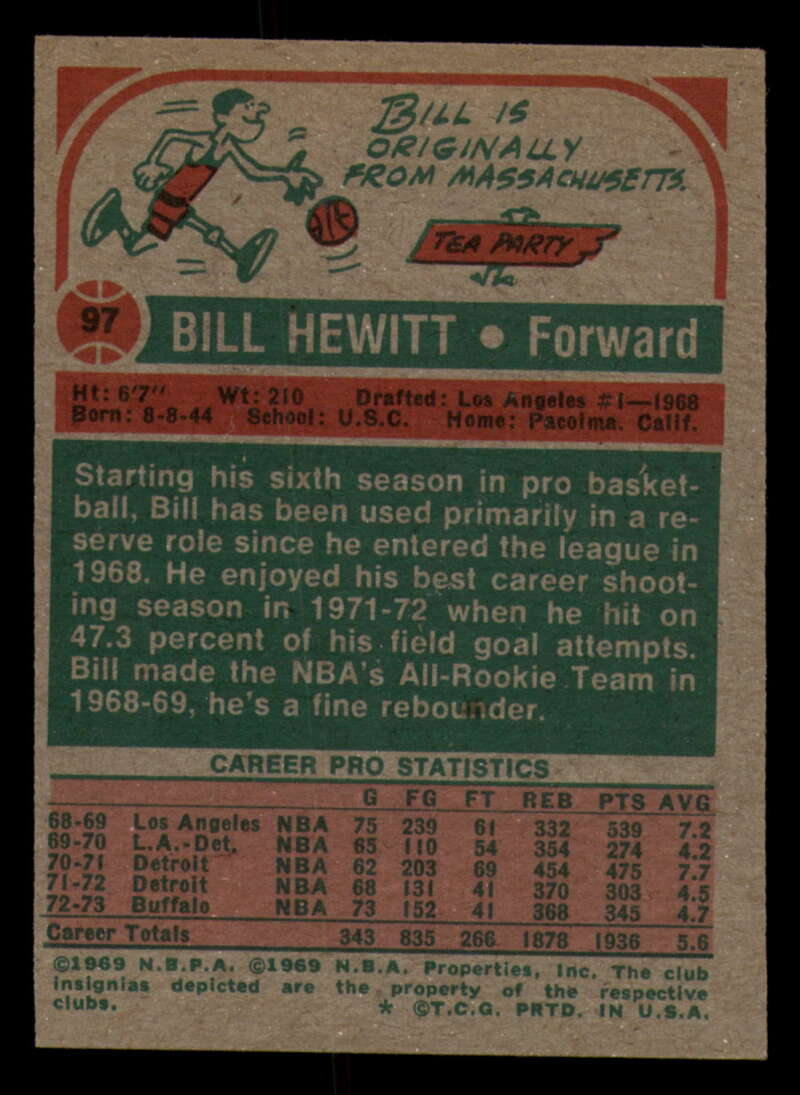 BILL IS
ORIGINALLY
FROM MASSACHUSETTS.
TEA PARTY
97
BILL HEWITT • Forward
Ht: 6'7" Wt: 210 Drafted: Los Angeles #1—1968
Born: 8-8-44 School: U.S.C. Home: Pacoima. Calif.
Starting his sixth season in pro basket-
ball, Bill has been used primarily in a re-
serve role since he entered the league in
1968. He enjoyed his best career shoot-
ing season in 1971-72 when he hit on
47.3 percent of his field goal attempts.
Bill made the NBA's All-Rookie Team in
1968-69, he's a fine rebounder.
CAREER PRO STATISTICS
G FG FT REB PTS AVG
68-69 Los Angeles NBA 75 239 61 332 539 7.2
69-70 L.A.-Det. NBA 65 110 54 354 274 4.2
70-71 Detroit NBA 62 203 69 454 475 7.7
71-72 Detroit NBA 68 131 41 370 303 4.5
72-73 Buffalo NBA 73 152 41 368 345 4.7
Career Totals 343 835 266 1878 1936 5.6
©1969 N.B.P.A. ©1969 N.B.A. Properties, Inc. The club
insignias depicted are the property of the respective
clubs. * ©T.C.G. PRTD. IN U.S.A.